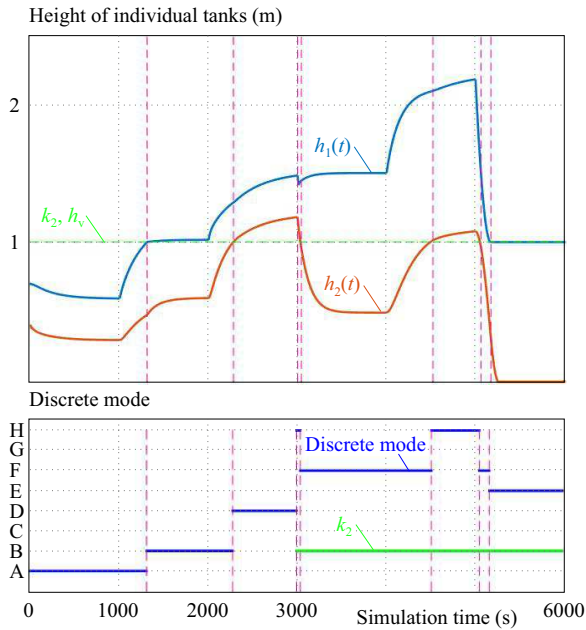 Height of individual tanks (m)
2
h₁(t)
k₂, hᵥ
1
h₂(t)
Discrete mode
H
G
Discrete mode
F
E
D
C
k₂
B
A
0 1000 2000 3000 Simulation time (s) 6000